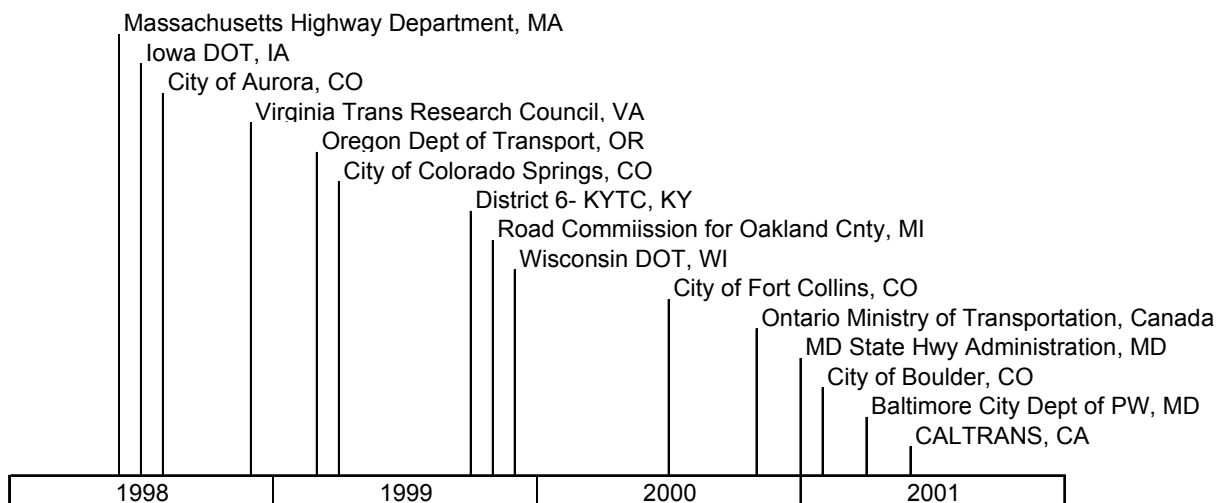 Massachusetts Highway Department, MA
Iowa DOT, IA
City of Aurora, CO
Virginia Trans Research Council, VA
Oregon Dept of Transport, OR
City of Colorado Springs, CO
District 6- KYTC, KY
Road Commiission for Oakland Cnty, MI
Wisconsin DOT, WI
City of Fort Collins, CO
Ontario Ministry of Transportation, Canada
MD State Hwy Administration, MD
City of Boulder, CO
Baltimore City Dept of PW, MD
CALTRANS, CA
1998 1999 2000 2001